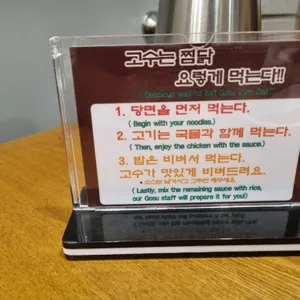 고수는 찜닭
요렇게 먹는다!!
Delicious way to eat Gosu
1. 당면을 먼저 먹는다.
( Begin with your noodles.)
2. 고기는 국물과 함께 먹는다.
( Then, enjoy the chicken with the sauce.)
3. 밥은 비벼서 먹는다.
고수가 맛있게 비벼드려요.
( Lastly, mix the remaining sauce with rice,
our Gosu staff will prepare it for you!)